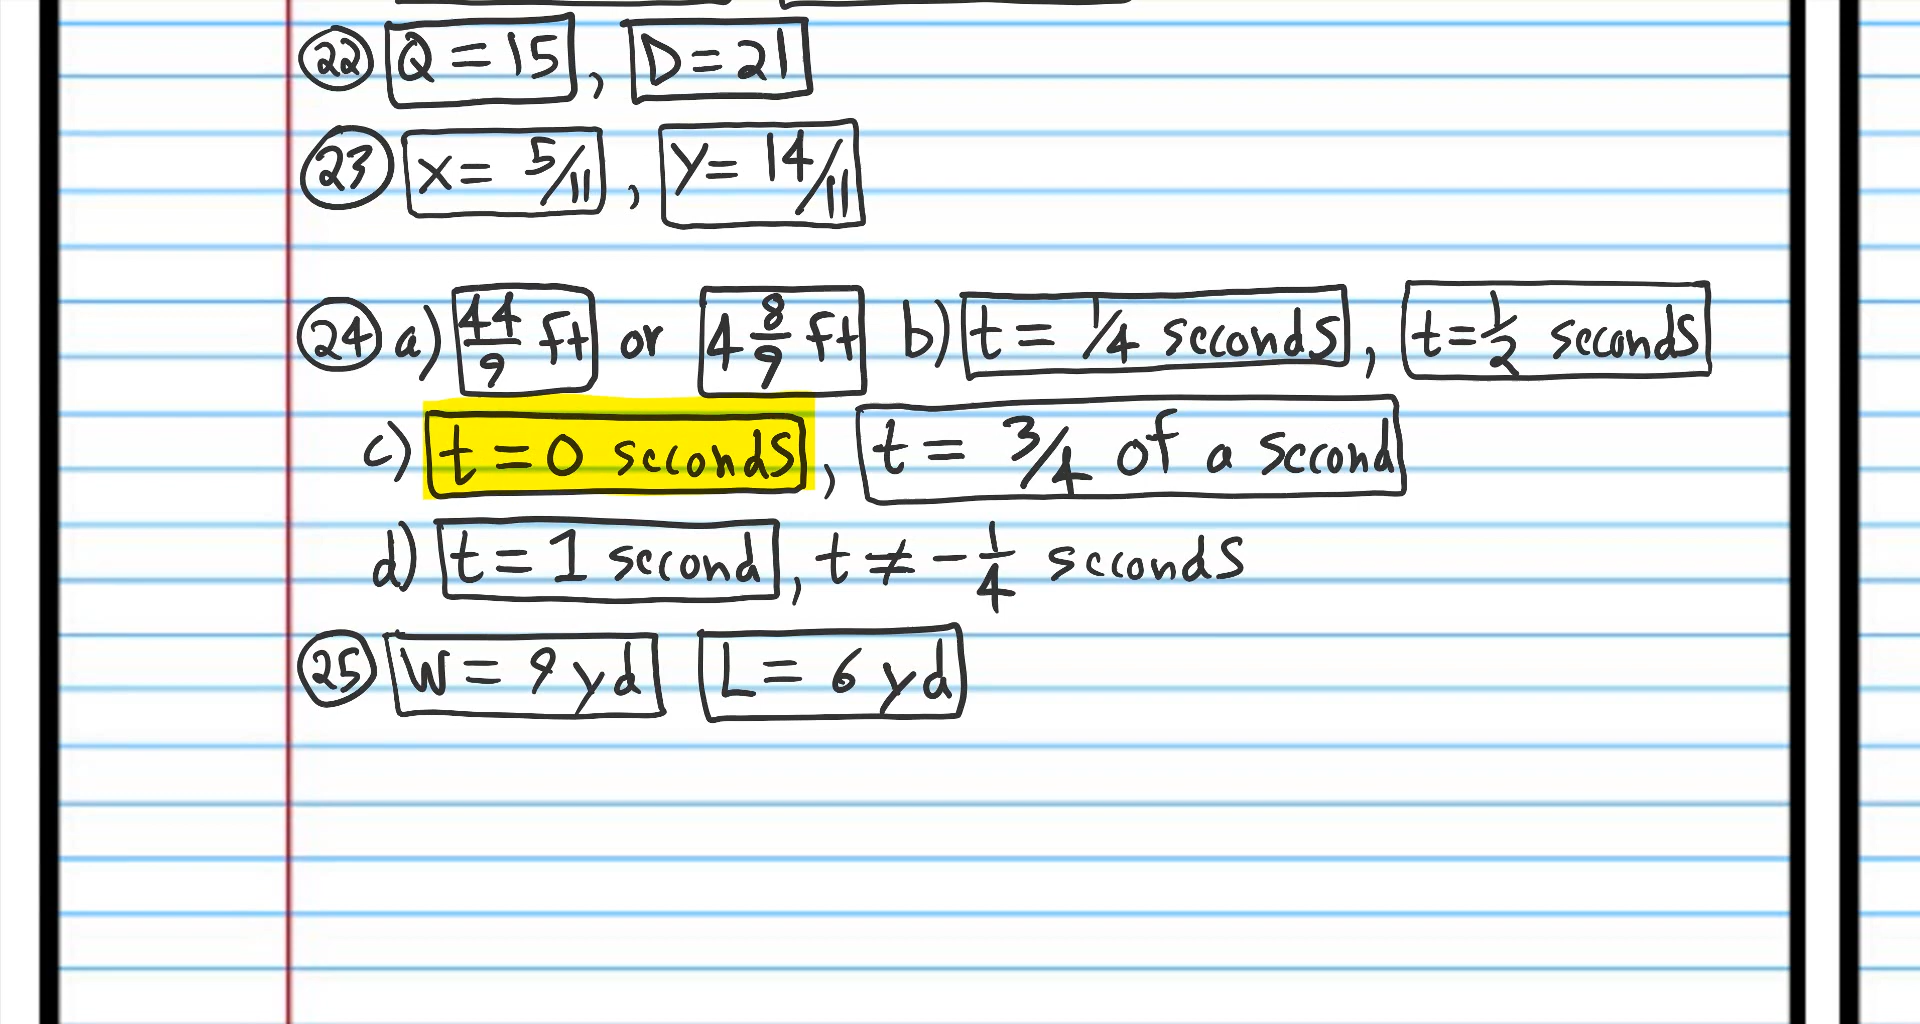 22 Q = 15, D = 21
23 x = 5/11, y = 14/11
24 a) 44/9 ft or 4 8/9 ft b) t = 1/4 seconds, t = 1/2 seconds
c) t = 0 seconds, t = 3/4 of a second
d) t = 1 second, t ≠ -1/4 seconds
25 W = 9 yd L = 6 yd